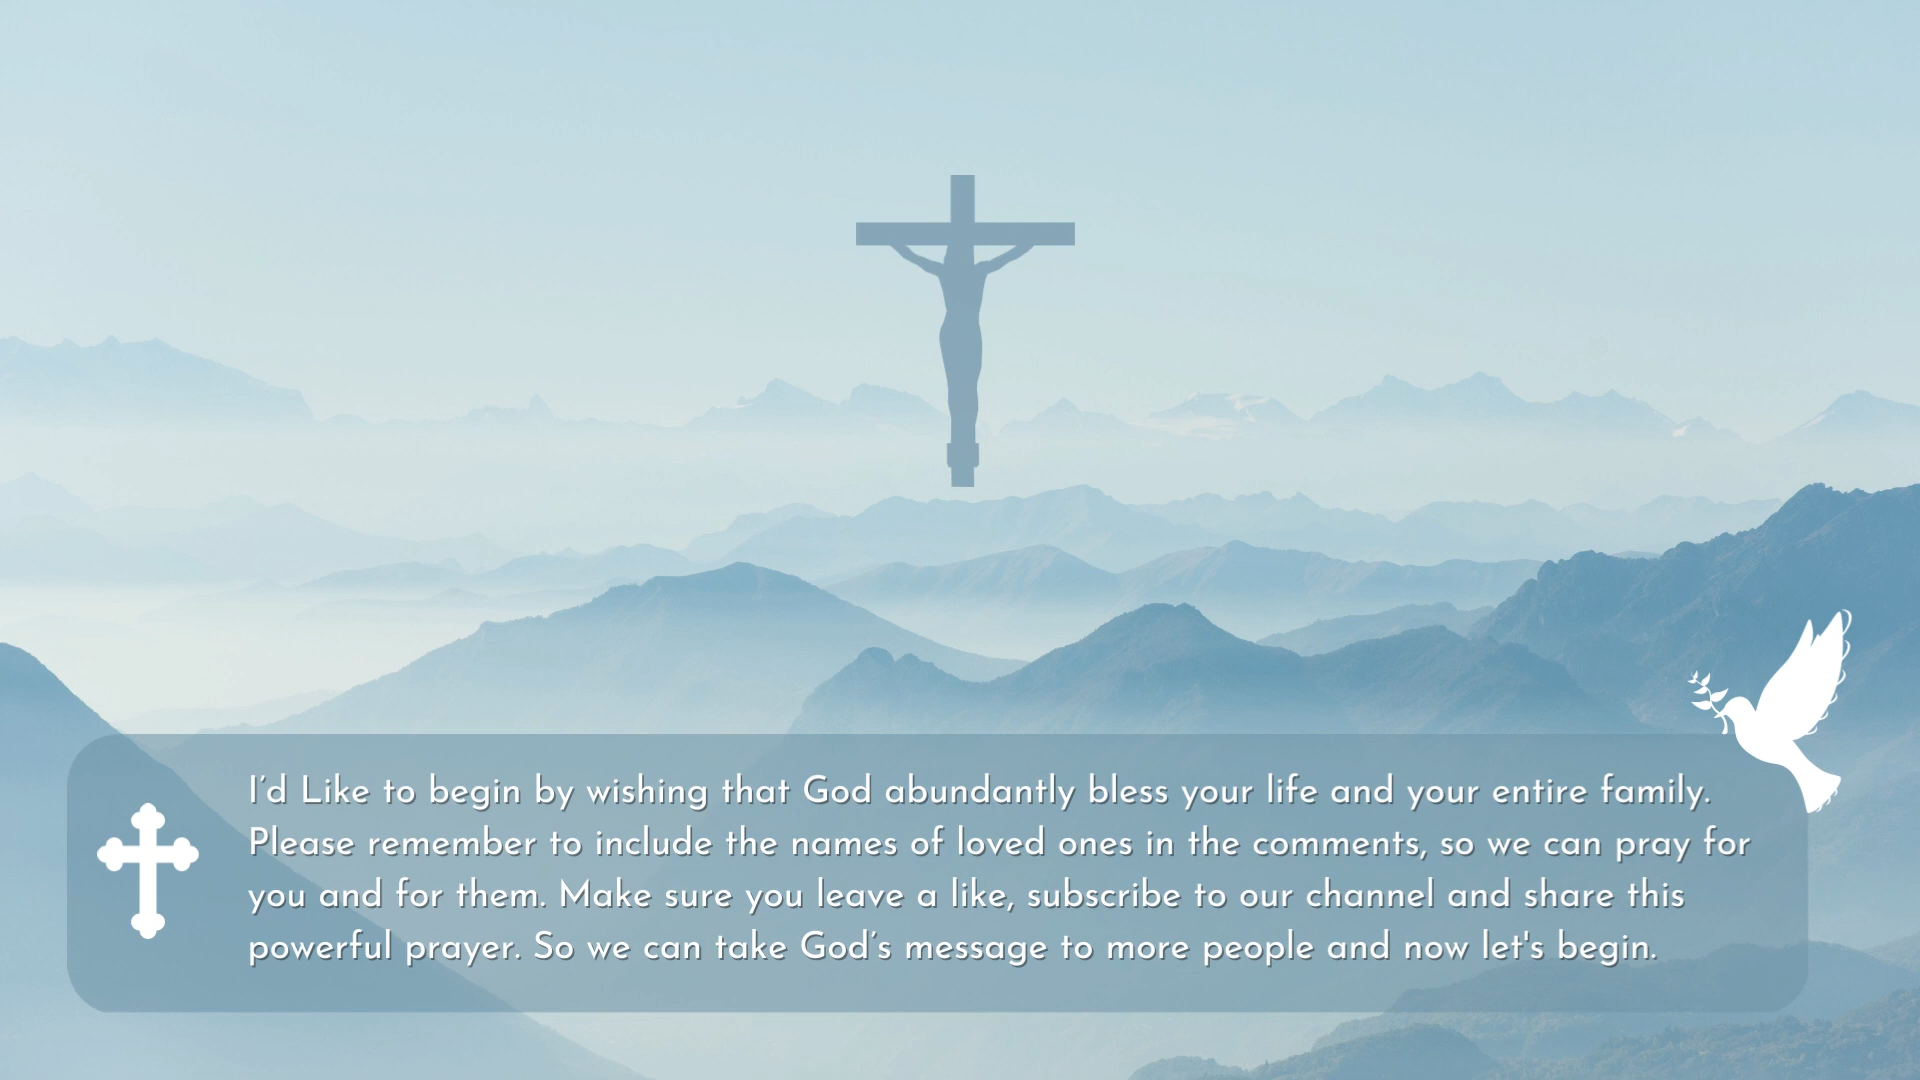 I’d Like to begin by wishing that God abundantly bless your life and your entire family.
Please remember to include the names of loved ones in the comments, so we can pray for
you and for them. Make sure you leave a like, subscribe to our channel and share this
powerful prayer. So we can take God’s message to more people and now let's begin.